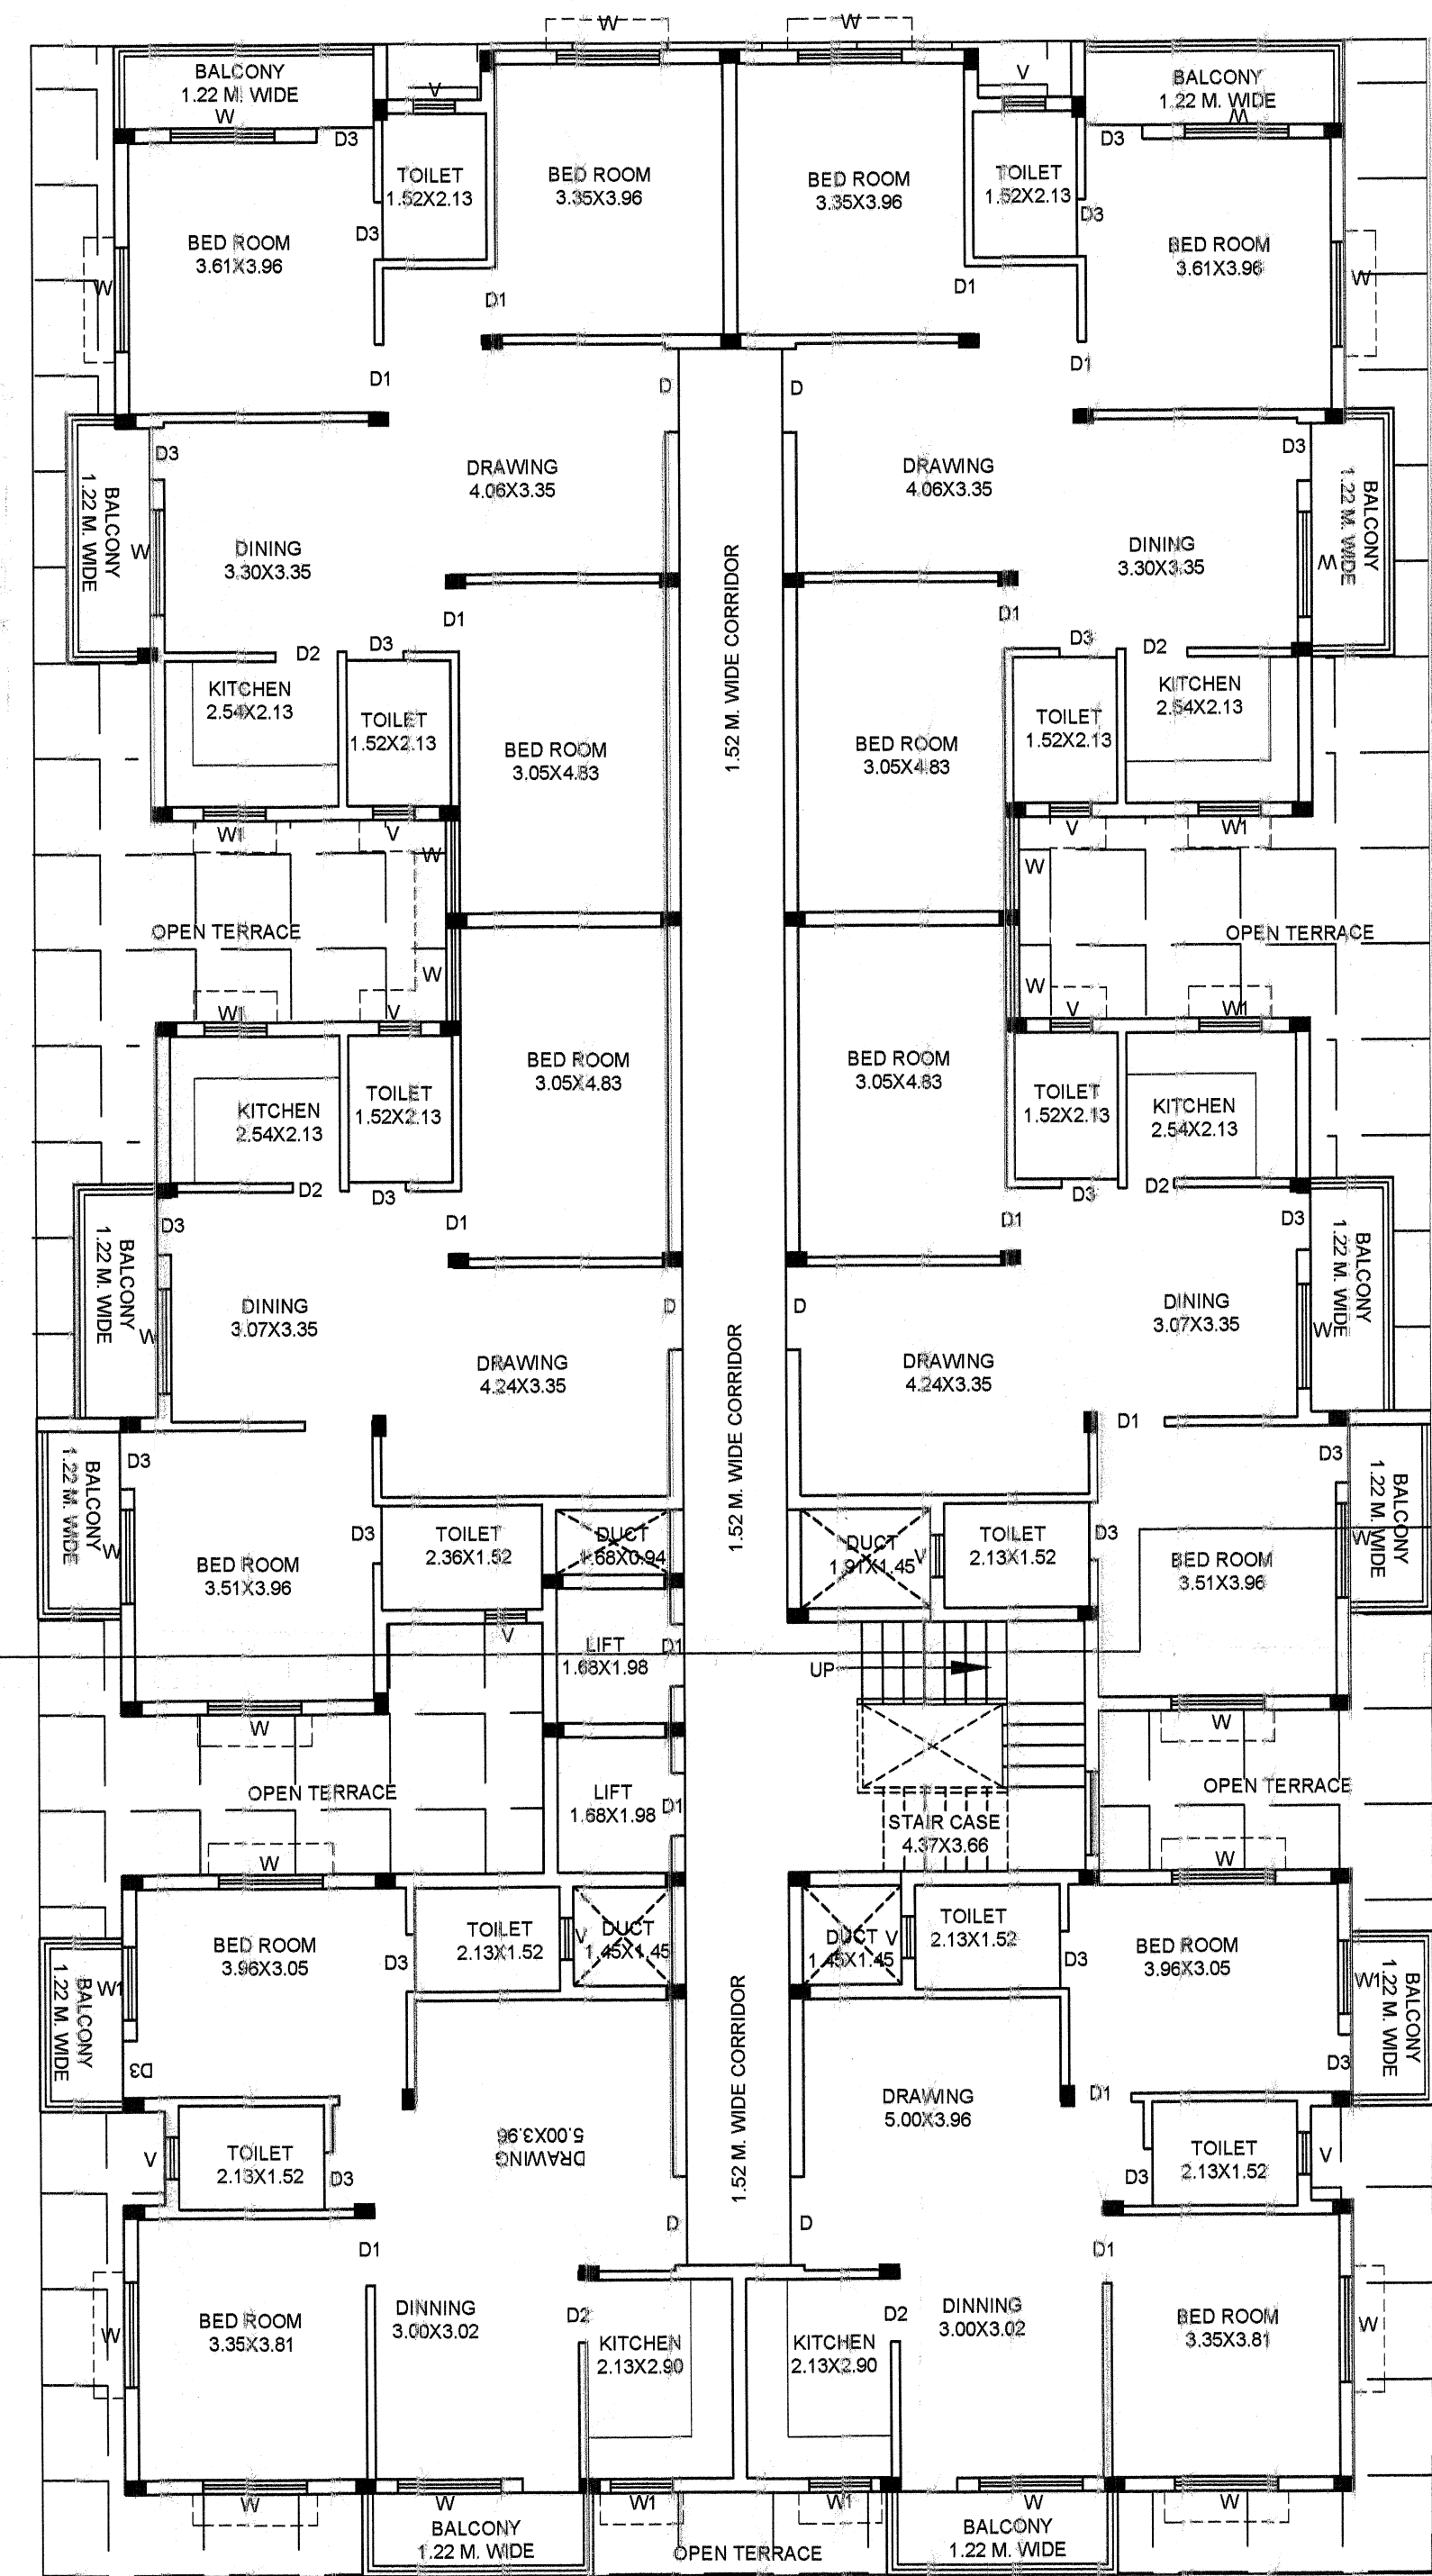 W
W
BALCONY
1.22 M. WIDE
W
D3
V
TOILET
1.52X2.13
BED ROOM
3.35X3.96
BED ROOM
3.35X3.96
V
TOILET
1.52X2.13
BALCONY
1.22 M. WIDE
W
D3
D3
D3
BED ROOM
3.61X3.96
W
BED ROOM
3.61X3.96
W
D1
D1
D1
D1
D
D
D3
D3
BALCONY
1.22 M. WIDE
W
DRAWING
4.06X3.35
DRAWING
4.06X3.35
DINING
3.30X3.35
DINING
3.30X3.35
W
BALCONY
1.22 M. WIDE
1.52 M. WIDE CORRIDOR
D1
D1
D2
D3
D3
D2
KITCHEN
2.54X2.13
TOILET
1.52X2.13
BED ROOM
3.05X4.83
BED ROOM
3.05X4.83
TOILET
1.52X2.13
KITCHEN
2.54X2.13
W1
V
W
W
V
W1
OPEN TERRACE
OPEN TERRACE
W
W
W1
V
V
W1
KITCHEN
2.54X2.13
TOILET
1.52X2.13
BED ROOM
3.05X4.83
BED ROOM
3.05X4.83
TOILET
1.52X2.13
KITCHEN
2.54X2.13
D2
D3
D3
D2
D3
D1
D1
D3
BALCONY
1.22 M. WIDE
W
DINING
3.07X3.35
D
D
DINING
3.07X3.35
W
BALCONY
1.22 M. WIDE
DRAWING
4.24X3.35
DRAWING
4.24X3.35
1.52 M. WIDE CORRIDOR
D1
D3
D3
BALCONY
1.22 M. WIDE
W
BED ROOM
3.51X3.96
D3
TOILET
2.36X1.52
DUCT
1.68X0.94
DUCT
1.91X1.45
V
TOILET
2.13X1.52
D3
BED ROOM
3.51X3.96
W
BALCONY
1.22 M. WIDE
V
LIFT
1.68X1.98
D1
UP
W
W
OPEN TERRACE
LIFT
1.68X1.98
D1
STAIR CASE
4.37X3.66
OPEN TERRACE
W
W
BED ROOM
3.96X3.05
D3
TOILET
2.13X1.52
V
DUCT
1.45X1.45
DUCT
1.45X1.45
V
TOILET
2.13X1.52
D3
BED ROOM
3.96X3.05
BALCONY
1.22 M. WIDE
W1
D3
W1
D3
BALCONY
1.22 M. WIDE
1.52 M. WIDE CORRIDOR
DRAWING
5.00X3.96
D1
DRAWING
5.00X3.96
V
TOILET
2.13X1.52
D3
D3
TOILET
2.13X1.52
V
D
D
D1
D1
BED ROOM
3.35X3.81
W
DINNING
3.00X3.02
D2
KITCHEN
2.13X2.90
KITCHEN
2.13X2.90
D2
DINNING
3.00X3.02
BED ROOM
3.35X3.81
W
W
W
W1
W1
W
W
BALCONY
1.22 M. WIDE
OPEN TERRACE
BALCONY
1.22 M. WIDE